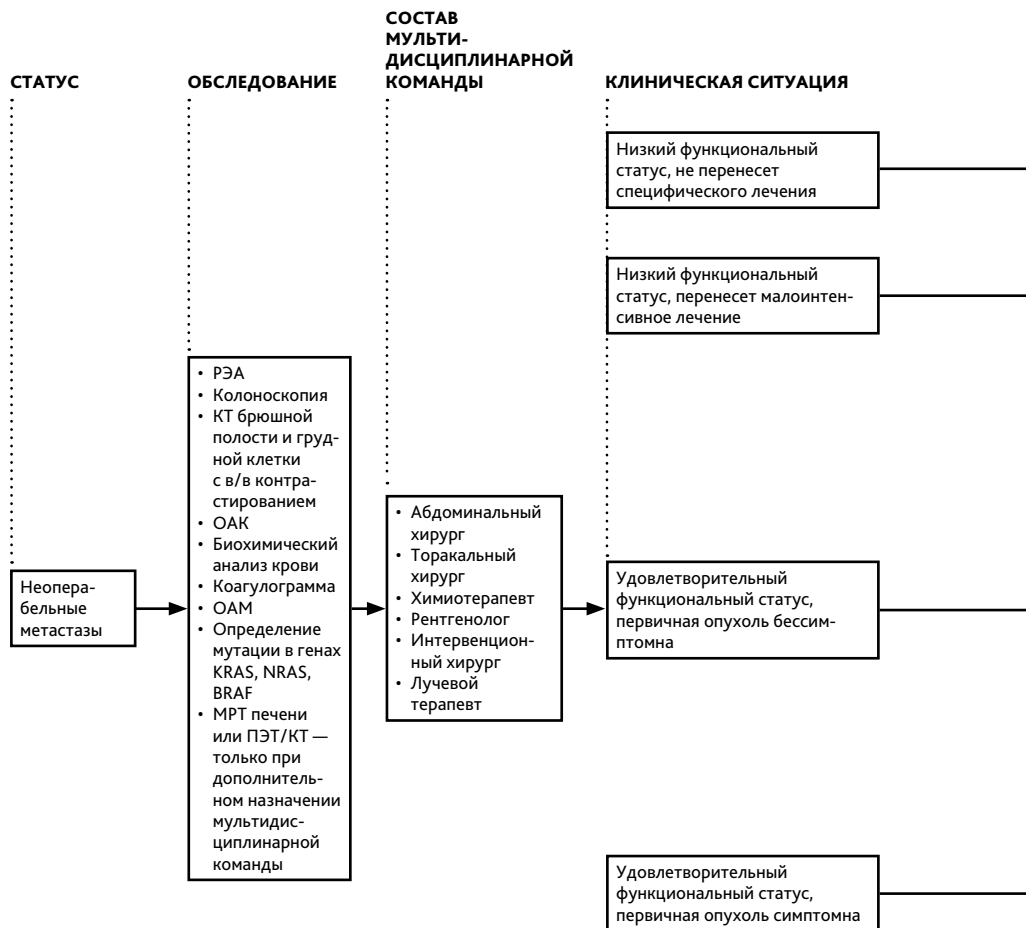 СТАТУС
ОБСЛЕДОВАНИЕ
СОСТАВ
МУЛЬТИ-
ДИСЦИПЛИНАРНОЙ
КОМАНДЫ
КЛИНИЧЕСКАЯ СИТУАЦИЯ
Неопера-
бельные
метастазы
• РЭА
• Колоноскопия
• КТ брюшной
полости и груд-
ной клетки
с в/в контра-
стированием
• ОАК
• Биохимический
анализ крови
• Коагулограмма
• ОАМ
• Определение
мутации в генах
KRAS, NRAS,
BRAF
• МРТ печени
или ПЭТ/КТ —
только при
дополнитель-
ном назначении
мультидис-
циплинарной
команды
• Абдоминальный
хирург
• Торакальный
хирург
• Химиотерапевт
• Рентгенолог
• Интервенцион-
ный хирург
• Лучевой
терапевт
Низкий функциональный
статус, не перенесет
специфического лечения
Низкий функциональный
статус, перенесет малоинтен-
сивное лечение
Удовлетворительный
функциональный статус,
первичная опухоль бессим-
птомна
Удовлетворительный
функциональный статус,
первичная опухоль симптомна